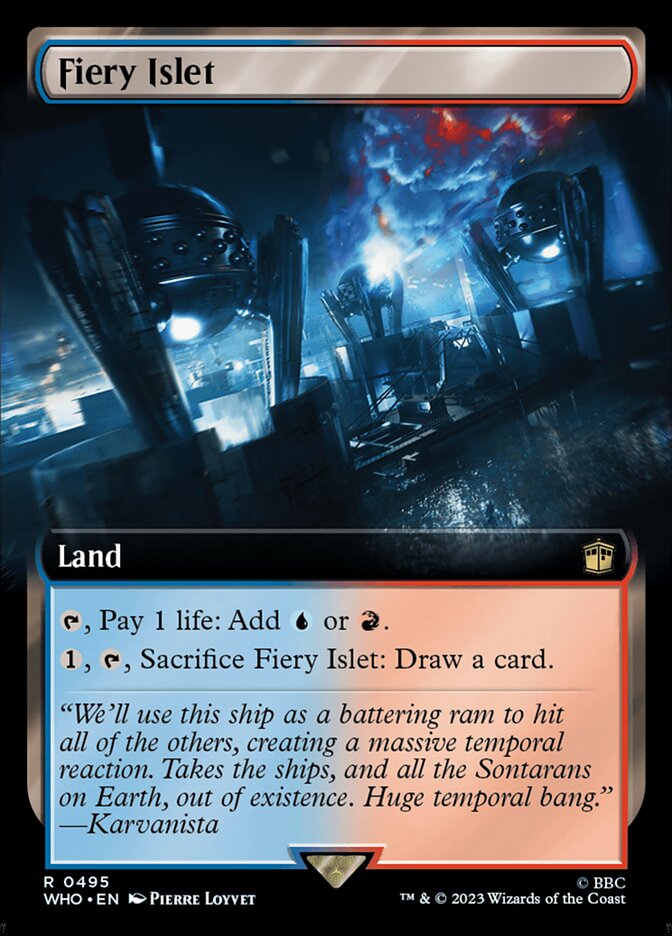 Fiery Islet
Land
, Pay 1 life: Add or .
1, , Sacrifice Fiery Islet: Draw a card.
“We’ll use this ship as a battering ram to hit
all of the others, creating a massive temporal
reaction. Takes the ships, and all the Sontarans
on Earth, out of existence. Huge temporal bang.”
—Karvanista
R 0495
WHO • EN Pierre Loyvet
© BBC
™ & © 2023 Wizards of the Coast